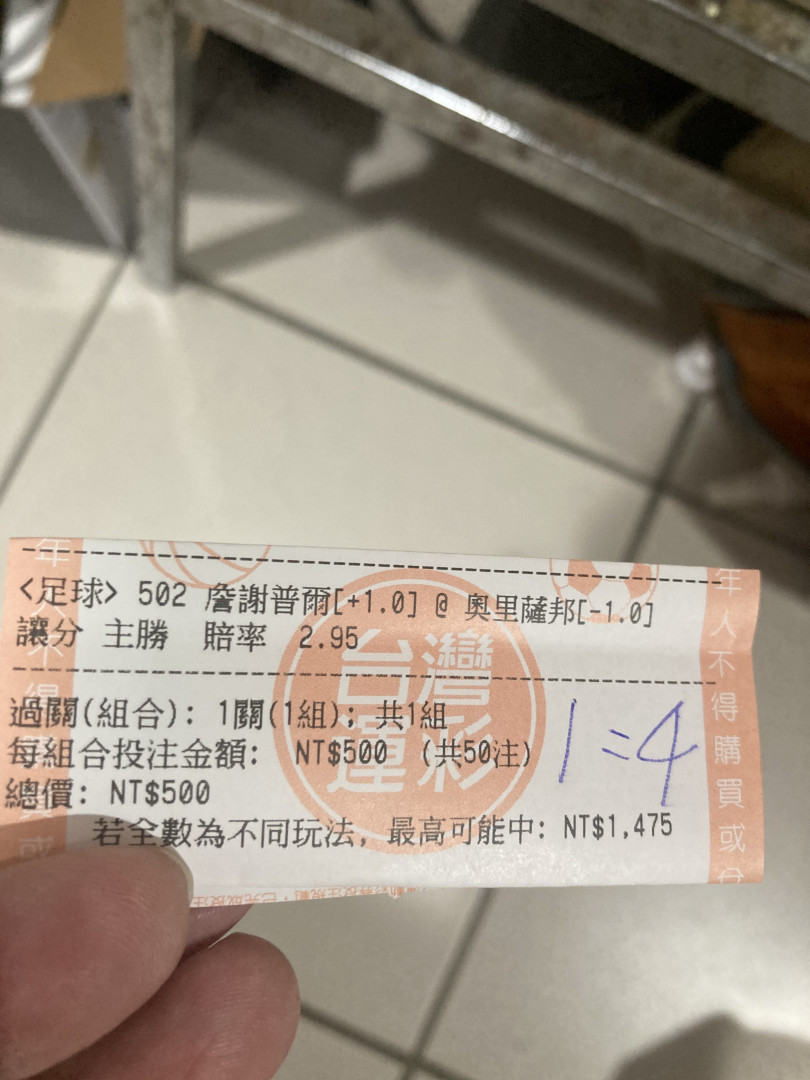 <足球> 502 詹謝普爾[+1.0] @ 奧里薩邦[-1.0]
讓分 主勝 賠率 2.95
過關(組合): 1關(1組); 共1組
每組合投注金額: NT$500 (共50注)
總價: NT$500
若全數為不同玩法, 最高可能中: NT$1,475
1=4
台灣
運彩
年人不得購買或